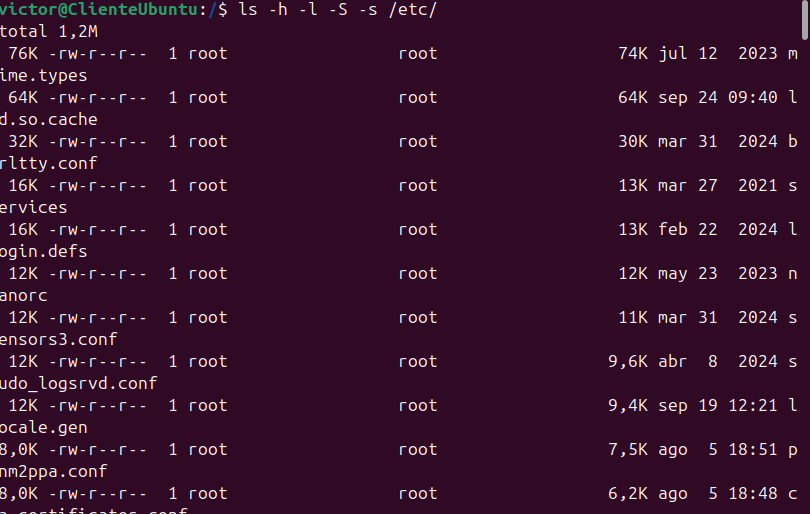 victor@ClienteUbuntu:/$ ls -h -l -S -s /etc/
total 1,2M
76K -rw-r--r-- 1 root root 74K jul 12 2023 m
ime.types
64K -rw-r--r-- 1 root root 64K sep 24 09:40 l
d.so.cache
32K -rw-r--r-- 1 root root 30K mar 31 2024 b
rltty.conf
16K -rw-r--r-- 1 root root 13K mar 27 2021 s
ervices
16K -rw-r--r-- 1 root root 13K feb 22 2024 l
ogin.defs
12K -rw-r--r-- 1 root root 12K may 23 2023 n
anorc
12K -rw-r--r-- 1 root root 11K mar 31 2024 s
ensors3.conf
12K -rw-r--r-- 1 root root 9,6K abr 8 2024 s
udo_logsrvd.conf
12K -rw-r--r-- 1 root root 9,4K sep 19 12:21 l
ocale.gen
8,0K -rw-r--r-- 1 root root 7,5K ago 5 18:51 p
nm2ppa.conf
8,0K -rw-r--r-- 1 root root 6,2K ago 5 18:48 c
a-certificates.conf